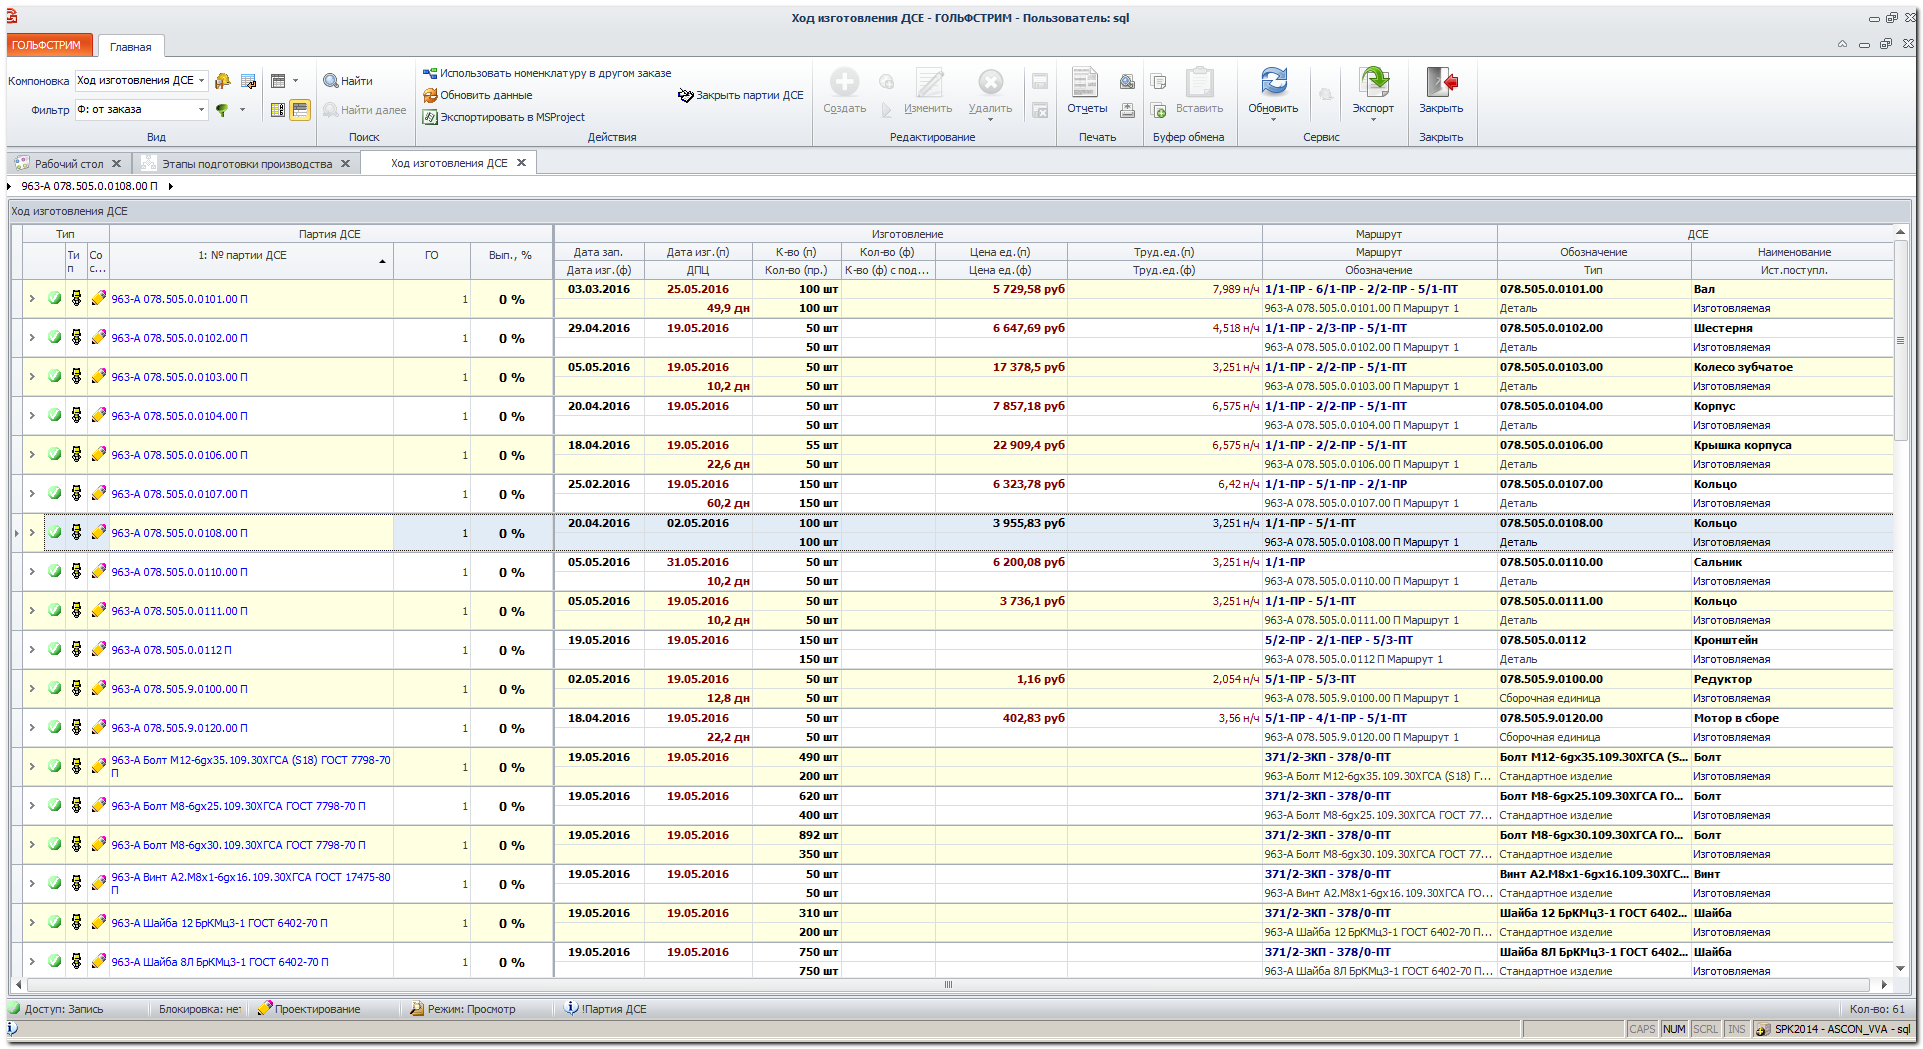 Ход изготовления ДСЕ - ГОЛЬФСТРИМ - Пользователь: sql
ГОЛЬФСТРИМ Главная
Компоновка Ход изготовления ДСЕ
Фильтр Ф: от заказа
Вид
Найти
Найти далее
Поиск
Использовать номенклатуру в другом заказе
Обновить данные
Экспортировать в MSProject
Закрыть партии ДСЕ
Действия
Создать Изменить Удалить
Редактирование
Отчеты
Печать
Вставить
Буфер обмена
Обновить Экспорт
Сервис
Закрыть
Закрыть
Рабочий стол Этапы подготовки производства Ход изготовления ДСЕ
963-А 078.505.0.0108.00 П
Ход изготовления ДСЕ
Тип Партия ДСЕ Изготовление Маршрут ДСЕ
Ти п Со с... 1: № партии ДСЕ ГО Вып., %
Дата зап. Дата изг.(п) К-во (п) Кол-во (ф) Цена ед.(п) Труд.ед.(п) Маршрут Обозначение Наименование
Дата изг.(ф) ДПЦ Кол-во (пр.) К-во (ф) с под... Цена ед.(ф) Труд.ед.(ф) Обозначение Тип Ист.поступл.
963-А 078.505.0.0101.00 П 1 0 % 03.03.2016 25.05.2016 100 шт 5 729,58 руб 7,989 н/ч 1/1-ПР - 6/1-ПР - 2/2-ПР - 5/1-ПТ 078.505.0.0101.00 Вал
49,9 дн 100 шт 963-А 078.505.0.0101.00 П Маршрут 1 Деталь Изготовляемая
963-А 078.505.0.0102.00 П 1 0 % 29.04.2016 19.05.2016 50 шт 6 647,69 руб 4,518 н/ч 1/1-ПР - 2/3-ПР - 5/1-ПТ 078.505.0.0102.00 Шестерня
50 шт 963-А 078.505.0.0102.00 П Маршрут 1 Деталь Изготовляемая
963-А 078.505.0.0103.00 П 1 0 % 05.05.2016 19.05.2016 50 шт 17 378,5 руб 3,251 н/ч 1/1-ПР - 2/2-ПР - 5/1-ПТ 078.505.0.0103.00 Колесо зубчатое
10,2 дн 50 шт 963-А 078.505.0.0103.00 П Маршрут 1 Деталь Изготовляемая
963-А 078.505.0.0104.00 П 1 0 % 20.04.2016 19.05.2016 50 шт 7 857,18 руб 6,575 н/ч 1/1-ПР - 2/2-ПР - 5/1-ПТ 078.505.0.0104.00 Корпус
50 шт 963-А 078.505.0.0104.00 П Маршрут 1 Деталь Изготовляемая
963-А 078.505.0.0106.00 П 1 0 % 18.04.2016 19.05.2016 55 шт 22 909,4 руб 6,575 н/ч 1/1-ПР - 2/2-ПР - 5/1-ПТ 078.505.0.0106.00 Крышка корпуса
22,6 дн 50 шт 963-А 078.505.0.0106.00 П Маршрут 1 Деталь Изготовляемая
963-А 078.505.0.0107.00 П 1 0 % 25.02.2016 19.05.2016 150 шт 6 323,78 руб 6,42 н/ч 1/1-ПР - 5/1-ПР - 2/1-ПР 078.505.0.0107.00 Кольцо
60,2 дн 150 шт 963-А 078.505.0.0107.00 П Маршрут 1 Деталь Изготовляемая
963-А 078.505.0.0108.00 П 1 0 % 20.04.2016 02.05.2016 100 шт 3 955,83 руб 3,251 н/ч 1/1-ПР - 5/1-ПТ 078.505.0.0108.00 Кольцо
100 шт 963-А 078.505.0.0108.00 П Маршрут 1 Деталь Изготовляемая
963-А 078.505.0.0110.00 П 1 0 % 05.05.2016 31.05.2016 50 шт 6 200,08 руб 3,251 н/ч 1/1-ПР 078.505.0.0110.00 Сальник
10,2 дн 50 шт 963-А 078.505.0.0110.00 П Маршрут 1 Деталь Изготовляемая
963-А 078.505.0.0111.00 П 1 0 % 05.05.2016 19.05.2016 50 шт 3 736,1 руб 3,251 н/ч 1/1-ПР - 5/1-ПТ 078.505.0.0111.00 Кольцо
10,2 дн 50 шт 963-А 078.505.0.0111.00 П Маршрут 1 Деталь Изготовляемая
963-А 078.505.0.0112 П 1 0 % 19.05.2016 19.05.2016 150 шт 5/2-ПР - 2/1-ПЕР - 5/3-ПТ 078.505.0.0112 Кронштейн
150 шт 963-А 078.505.0.0112 П Маршрут 1 Деталь Изготовляемая
963-А 078.505.9.0100.00 П 1 0 % 02.05.2016 19.05.2016 50 шт 1,16 руб 2,054 н/ч 5/1-ПР - 5/3-ПТ 078.505.9.0100.00 Редуктор
12,8 дн 50 шт 963-А 078.505.9.0100.00 П Маршрут 1 Сборочная единица Изготовляемая
963-А 078.505.9.0120.00 П 1 0 % 18.04.2016 19.05.2016 50 шт 402,83 руб 3,56 н/ч 5/1-ПР - 4/1-ПР - 5/1-ПТ 078.505.9.0120.00 Мотор в сборе
22,2 дн 50 шт 963-А 078.505.9.0120.00 П Маршрут 1 Сборочная единица Изготовляемая
963-А Болт М12-6gx35.109.30ХГСА (S18) ГОСТ 7798-70 П 1 0 % 19.05.2016 19.05.2016 490 шт 371/2-ЗКП - 378/0-ПТ Болт М12-6gx35.109.30ХГСА (S... Болт
200 шт 963-А Болт М12-6gx35.109.30ХГСА (S18) Г... Стандартное изделие Изготовляемая
963-А Болт М8-6gx25.109.30ХГСА ГОСТ 7798-70 П 1 0 % 19.05.2016 19.05.2016 620 шт 371/2-ЗКП - 378/0-ПТ Болт М8-6gx25.109.30ХГСА ГО... Болт
400 шт 963-А Болт М8-6gx25.109.30ХГСА ГОСТ 77... Стандартное изделие Изготовляемая
963-А Болт М8-6gx30.109.30ХГСА ГОСТ 7798-70 П 1 0 % 19.05.2016 19.05.2016 892 шт 371/2-ЗКП - 378/0-ПТ Болт М8-6gx30.109.30ХГСА ГО... Болт
350 шт 963-А Болт М8-6gx30.109.30ХГСА ГОСТ 77... Стандартное изделие Изготовляемая
963-А Винт А2.М8х1-6gx16.109.30ХГСА ГОСТ 17475-80 П 1 0 % 19.05.2016 19.05.2016 50 шт 371/2-ЗКП - 378/0-ПТ Винт А2.М8х1-6gx16.109.30ХГС... Винт
50 шт 963-А Винт А2.М8х1-6gx16.109.30ХГСА ГО... Стандартное изделие Изготовляемая
963-А Шайба 12 БрКМц3-1 ГОСТ 6402-70 П 1 0 % 19.05.2016 19.05.2016 310 шт 371/2-ЗКП - 378/0-ПТ Шайба 12 БрКМц3-1 ГОСТ 6402... Шайба
200 шт 963-А Шайба 12 БрКМц3-1 ГОСТ 6402-70 П... Стандартное изделие Изготовляемая
963-А Шайба 8Л БрКМц3-1 ГОСТ 6402-70 П 1 0 % 19.05.2016 19.05.2016 750 шт 371/2-ЗКП - 378/0-ПТ Шайба 8Л БрКМц3-1 ГОСТ 6402... Шайба
750 шт 963-А Шайба 8Л БрКМц3-1 ГОСТ 6402-70 П... Стандартное изделие Изготовляемая
Доступ: Запись Блокировка: нет Проектирование Режим: Просмотр !Партия ДСЕ Кол-во: 61
CAPS NUM SCRL INS SPK2014 - ASCON_VVA - sql